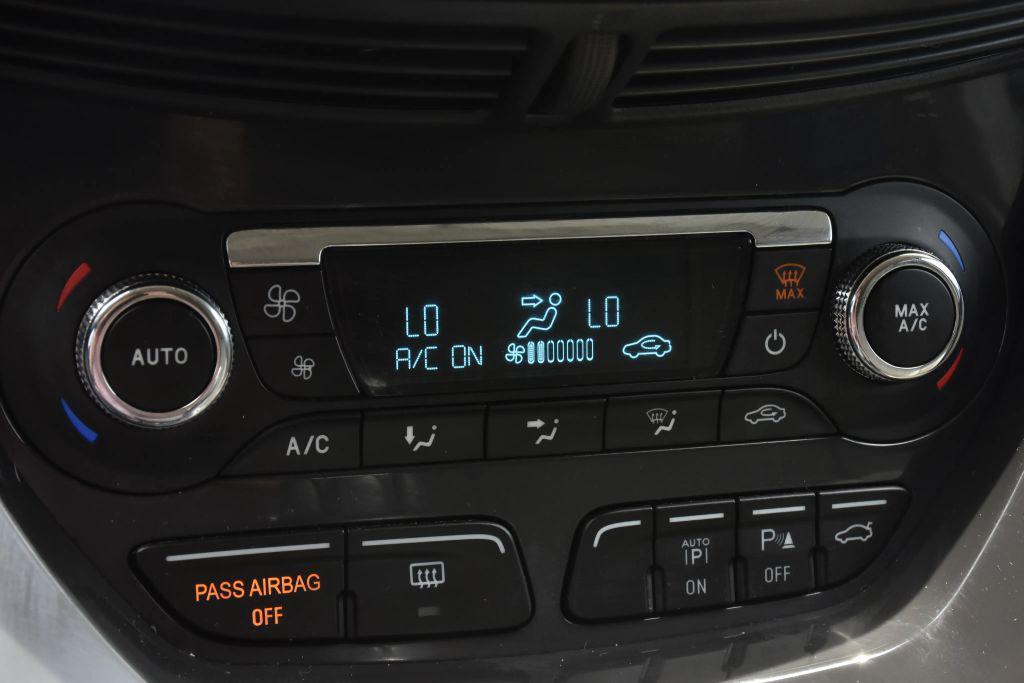 LO LO
A/C ON
AUTO
MAX
MAX
A/C
A/C
PASS AIRBAG
OFF
AUTO
P
ON
P
OFF